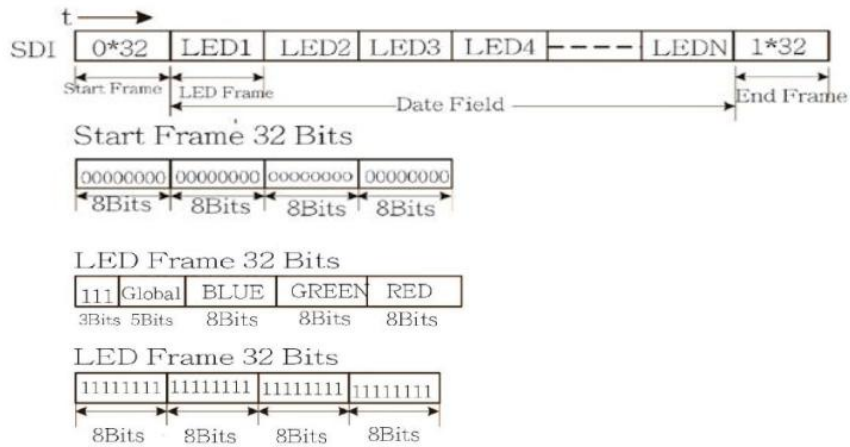 t
SDI 0*32 LED1 LED2 LED3 LED4 LEDN 1*32
Start Frame LED Frame Date Field End Frame
Start Frame 32 Bits
00000000 00000000 00000000 00000000
8Bits 8Bits 8Bits 8Bits
LED Frame 32 Bits
111 Global BLUE GREEN RED
3Bits 5Bits 8Bits 8Bits 8Bits
LED Frame 32 Bits
11111111 11111111 11111111 11111111
8Bits 8Bits 8Bits 8Bits